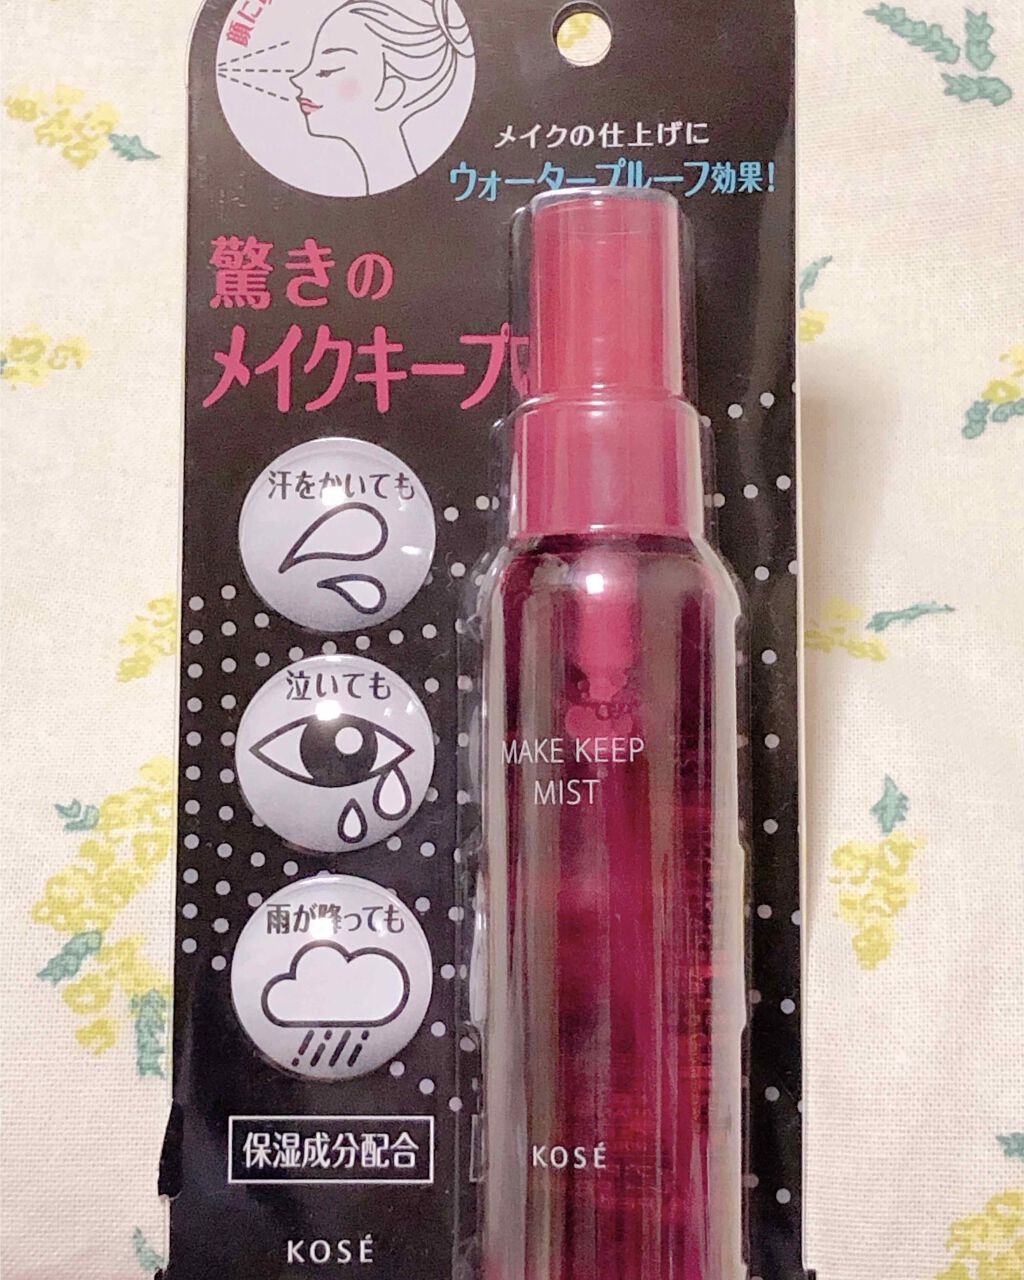 顔に
メイクの仕上げに
ウォータープルーフ効果!
驚きの
メイクキープ
汗をかいても
泣いても
雨が降っても
MAKE KEEP
MIST
保湿成分配合
KOSÉ
KOSÉ